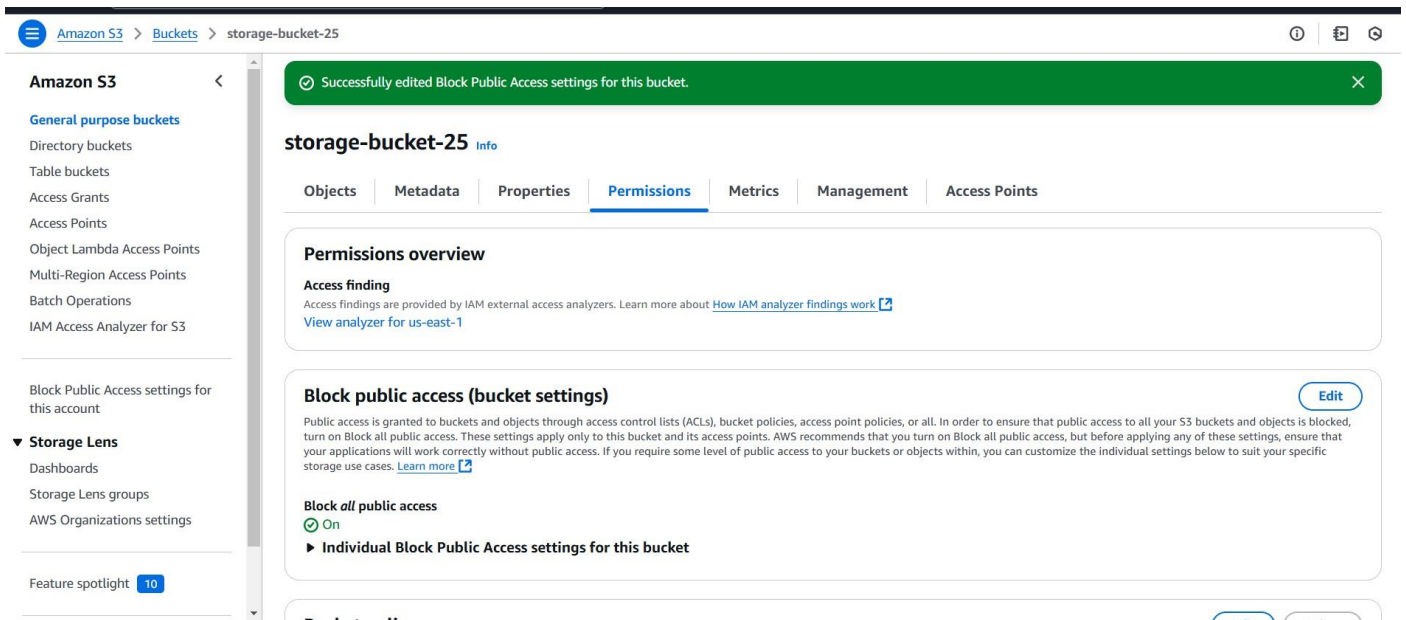 Amazon S3 > Buckets > storage-bucket-25
Amazon S3
General purpose buckets
Directory buckets
Table buckets
Access Grants
Access Points
Object Lambda Access Points
Multi-Region Access Points
Batch Operations
IAM Access Analyzer for S3
Block Public Access settings for
this account
Storage Lens
Dashboards
Storage Lens groups
AWS Organizations settings
Feature spotlight 10
Successfully edited Block Public Access settings for this bucket.
storage-bucket-25 Info
Objects Metadata Properties Permissions Metrics Management Access Points
Permissions overview
Access finding
Access findings are provided by IAM external access analyzers. Learn more about How IAM analyzer findings work
View analyzer for us-east-1
Block public access (bucket settings) Edit
Public access is granted to buckets and objects through access control lists (ACLs), bucket policies, access point policies, or all. In order to ensure that public access to all your S3 buckets and objects is blocked,
turn on Block all public access. These settings apply only to this bucket and its access points. AWS recommends that you turn on Block all public access, but before applying any of these settings, ensure that
your applications will work correctly without public access. If you require some level of public access to your buckets or objects within, you can customize the individual settings below to suit your specific
storage use cases. Learn more
Block all public access
On
Individual Block Public Access settings for this bucket